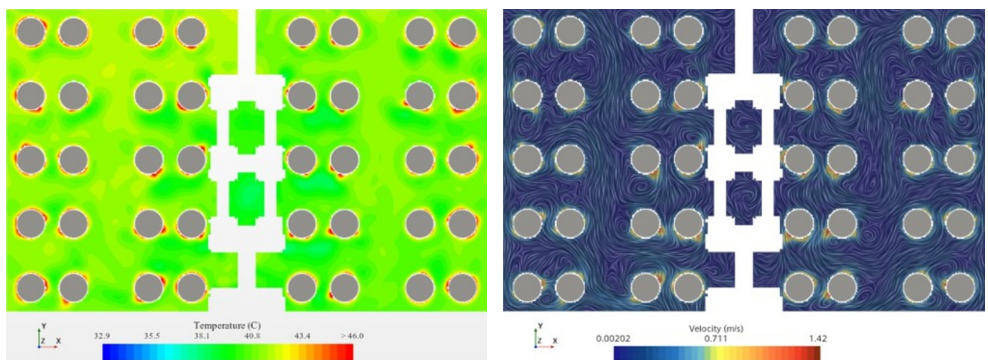 Temperature (C)
32.9 35.5 38.1 40.8 43.4 > 46.0
Y
Z X
Velocity (m/s)
0.00202 0.711 1.42
Y
Z X